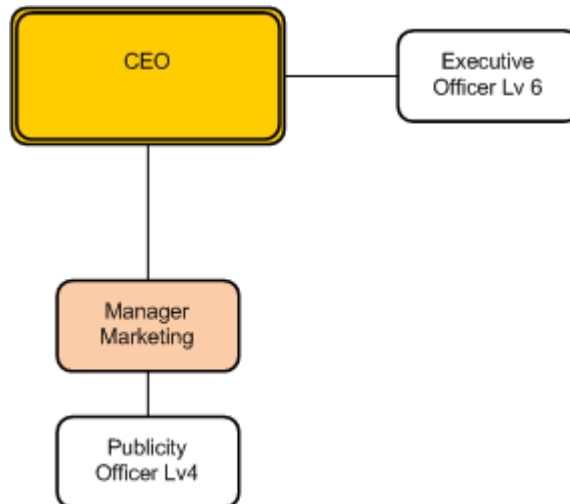 CEO
Executive
Officer Lv 6
Manager
Marketing
Publicity
Officer Lv4